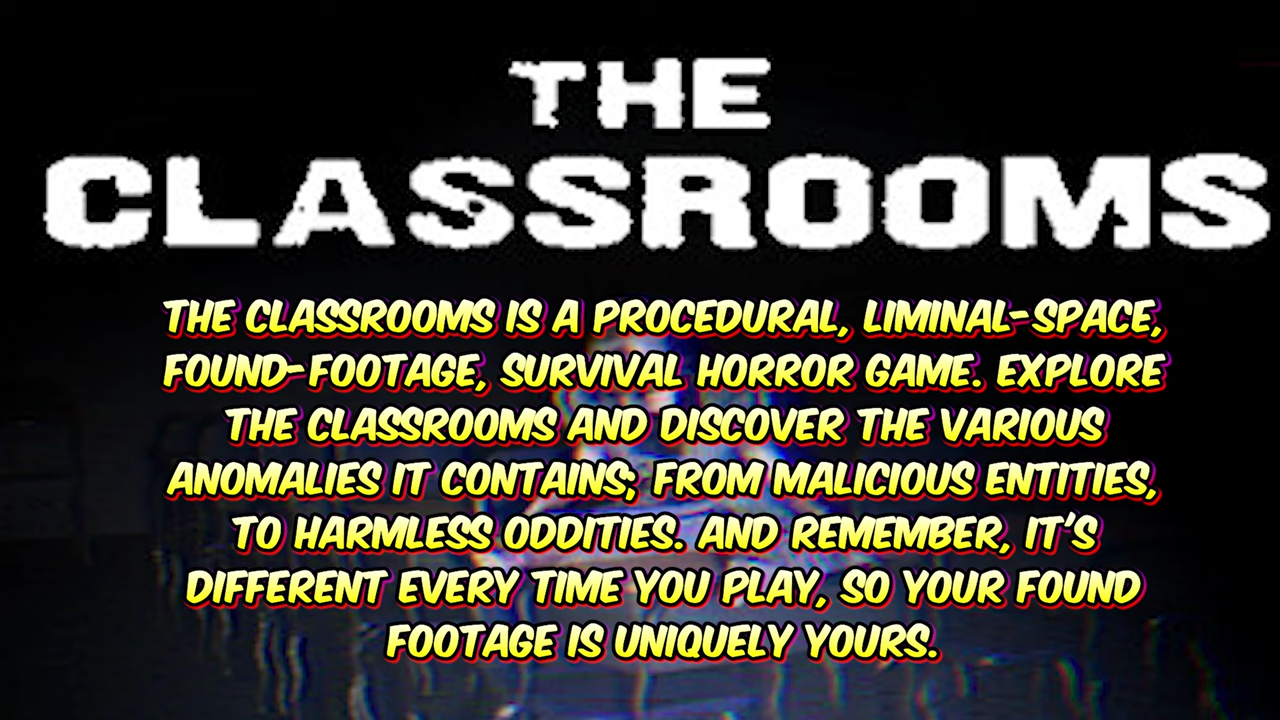 THE
CLASSROOMS
THE CLASSROOMS IS A PROCEDURAL, LIMINAL-SPACE,
FOUND-FOOTAGE, SURVIVAL HORROR GAME. EXPLORE
THE CLASSROOMS AND DISCOVER THE VARIOUS
ANOMALIES IT CONTAINS; FROM MALICIOUS ENTITIES,
TO HARMLESS ODDITIES. AND REMEMBER, IT'S
DIFFERENT EVERY TIME YOU PLAY, SO YOUR FOUND
FOOTAGE IS UNIQUELY YOURS.